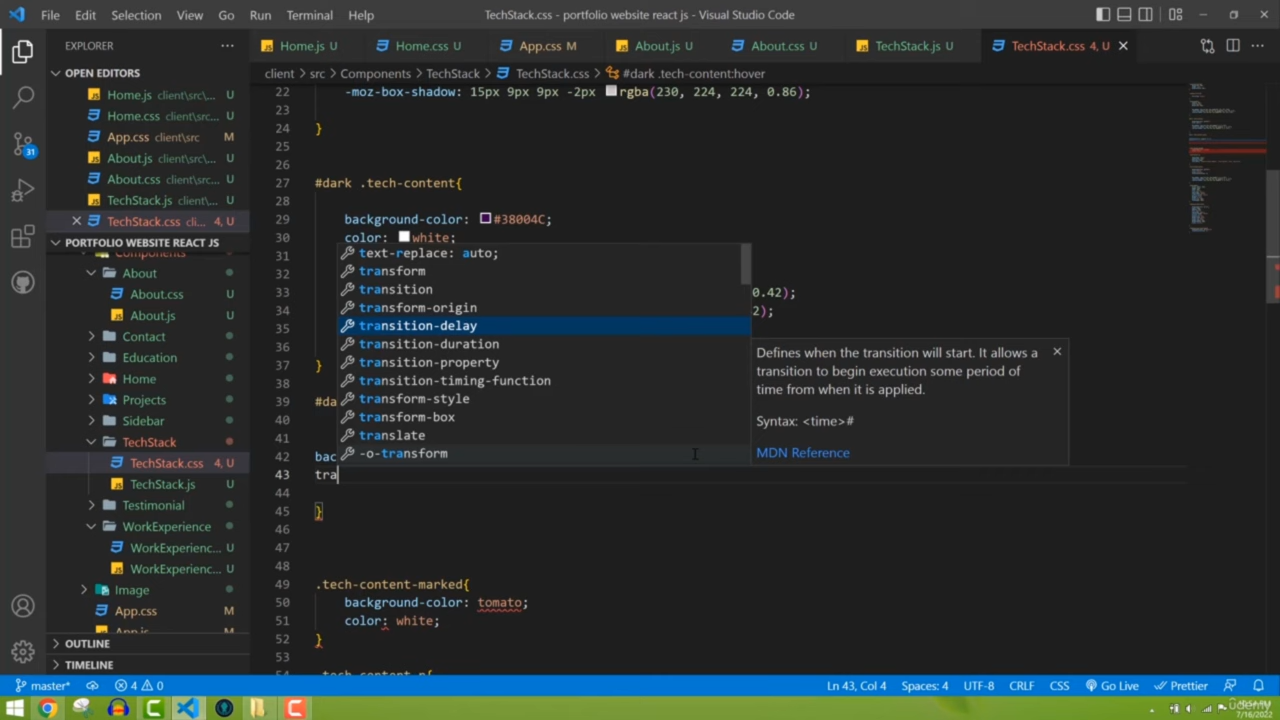 File Edit Selection View Go Run Terminal Help TechStack.css - portfolio website react js - Visual Studio Code
EXPLORER
Home.js U Home.css U App.css M About.js U About.css U TechStack.js U TechStack.css 4, U
OPEN EDITORS
client > src > Components > TechStack > TechStack.css > #dark .tech-content:hover
Home.js client\src\... U
Home.css client\src\... U
App.css client\src M
About.js client\src\... U
About.css client\src... U
TechStack.js client\... U
TechStack.css cli... 4, U
PORTFOLIO WEBSITE REACT JS
Components
About
About.css U
About.js U
Contact
Education
Home
Projects
Sidebar
TechStack
TechStack.css 4, U
TechStack.js U
Testimonial
WorkExperience
WorkExperienc... U
WorkExperienc... U
Image
App.css M
App.js U
OUTLINE
TIMELINE
31
22 -moz-box-shadow: 15px 9px 9px -2px rgba(230, 224, 224, 0.86);
23
24 }
25
26
27 #dark .tech-content{
28
29 background-color: #38004C;
30 color: white;
31
32
33 0.42);
34 2);
35
36
37 }
38
39 #da
40
41
42 bac
43 tra
44
45 }
46
47
48
49 .tech-content-marked{
50 background-color: tomato;
51 color: white;
52 }
53
text-replace: auto;
transform
transition
transform-origin
transition-delay
transition-duration
transition-property
transition-timing-function
transform-style
transform-box
translate
-o-transform
Defines when the transition will start. It allows a
transition to begin execution some period of
time from when it is applied.
Syntax: <time>#
MDN Reference
master* 4 0 Ln 43, Col 4 Spaces: 4 UTF-8 CRLF CSS Go Live Prettier
udemy
7/16/2022